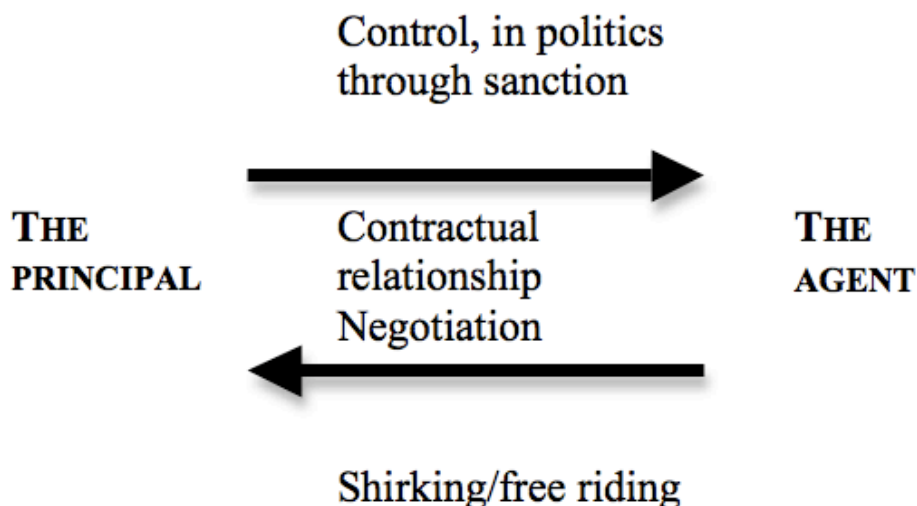 Control, in politics
through sanction
THE
PRINCIPAL
Contractual
relationship
Negotiation
THE
AGENT
Shirking/free riding